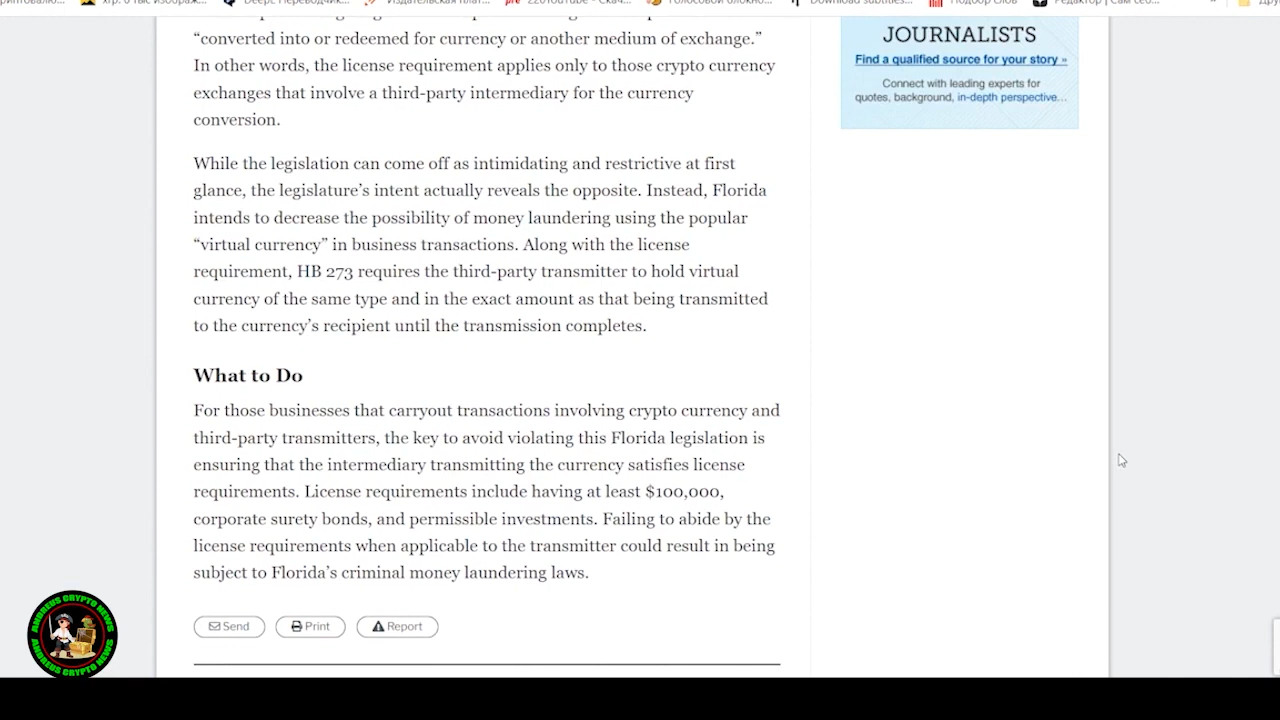 “converted into or redeemed for currency or another medium of exchange.”
In other words, the license requirement applies only to those crypto currency
exchanges that involve a third-party intermediary for the currency
conversion.
While the legislation can come off as intimidating and restrictive at first
glance, the legislature’s intent actually reveals the opposite. Instead, Florida
intends to decrease the possibility of money laundering using the popular
“virtual currency” in business transactions. Along with the license
requirement, HB 273 requires the third-party transmitter to hold virtual
currency of the same type and in the exact amount as that being transmitted
to the currency’s recipient until the transmission completes.
What to Do
For those businesses that carryout transactions involving crypto currency and
third-party transmitters, the key to avoid violating this Florida legislation is
ensuring that the intermediary transmitting the currency satisfies license
requirements. License requirements include having at least $100,000,
corporate surety bonds, and permissible investments. Failing to abide by the
license requirements when applicable to the transmitter could result in being
subject to Florida’s criminal money laundering laws.
Send
Print
Report
JOURNALISTS
Find a qualified source for your story »
Connect with leading experts for
quotes, background, in-depth perspective...
ANDREUS CRYPTO NEWS
ANDREUS CRYPTO NEWS